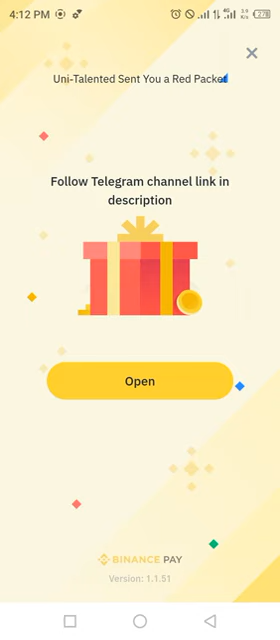 4:12 PM
Uni-Talented Sent You a Red Packet
Follow Telegram channel link in
description
Open
BINANCE PAY
Version: 1.1.51